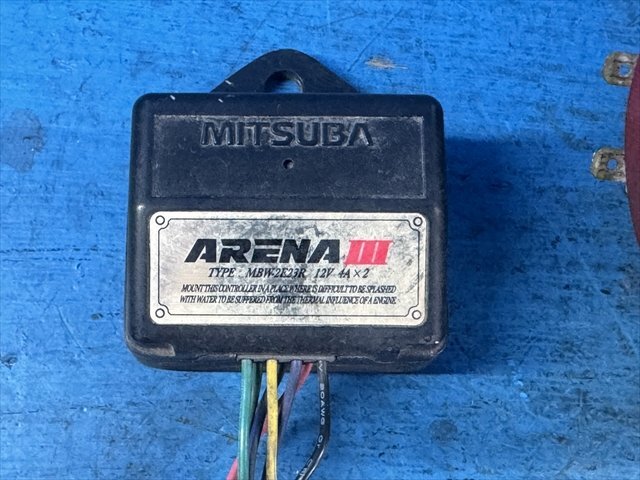 MITSUBA
ARENA III
TYPE MBW-2E23R 12V 4A×2
MOUNT THIS CONTROLLER IN A PLACE WHERE IS DIFFICULT TO BE SPLASHED
WITH WATER TO BE SUFFERED FROM THE THERMAL INFLUENCE OF A ENGINE.